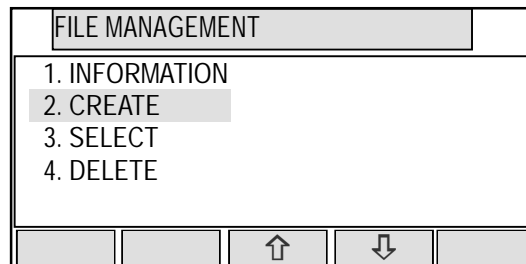 FILE MANAGEMENT
1. INFORMATION
2. CREATE
3. SELECT
4. DELETE